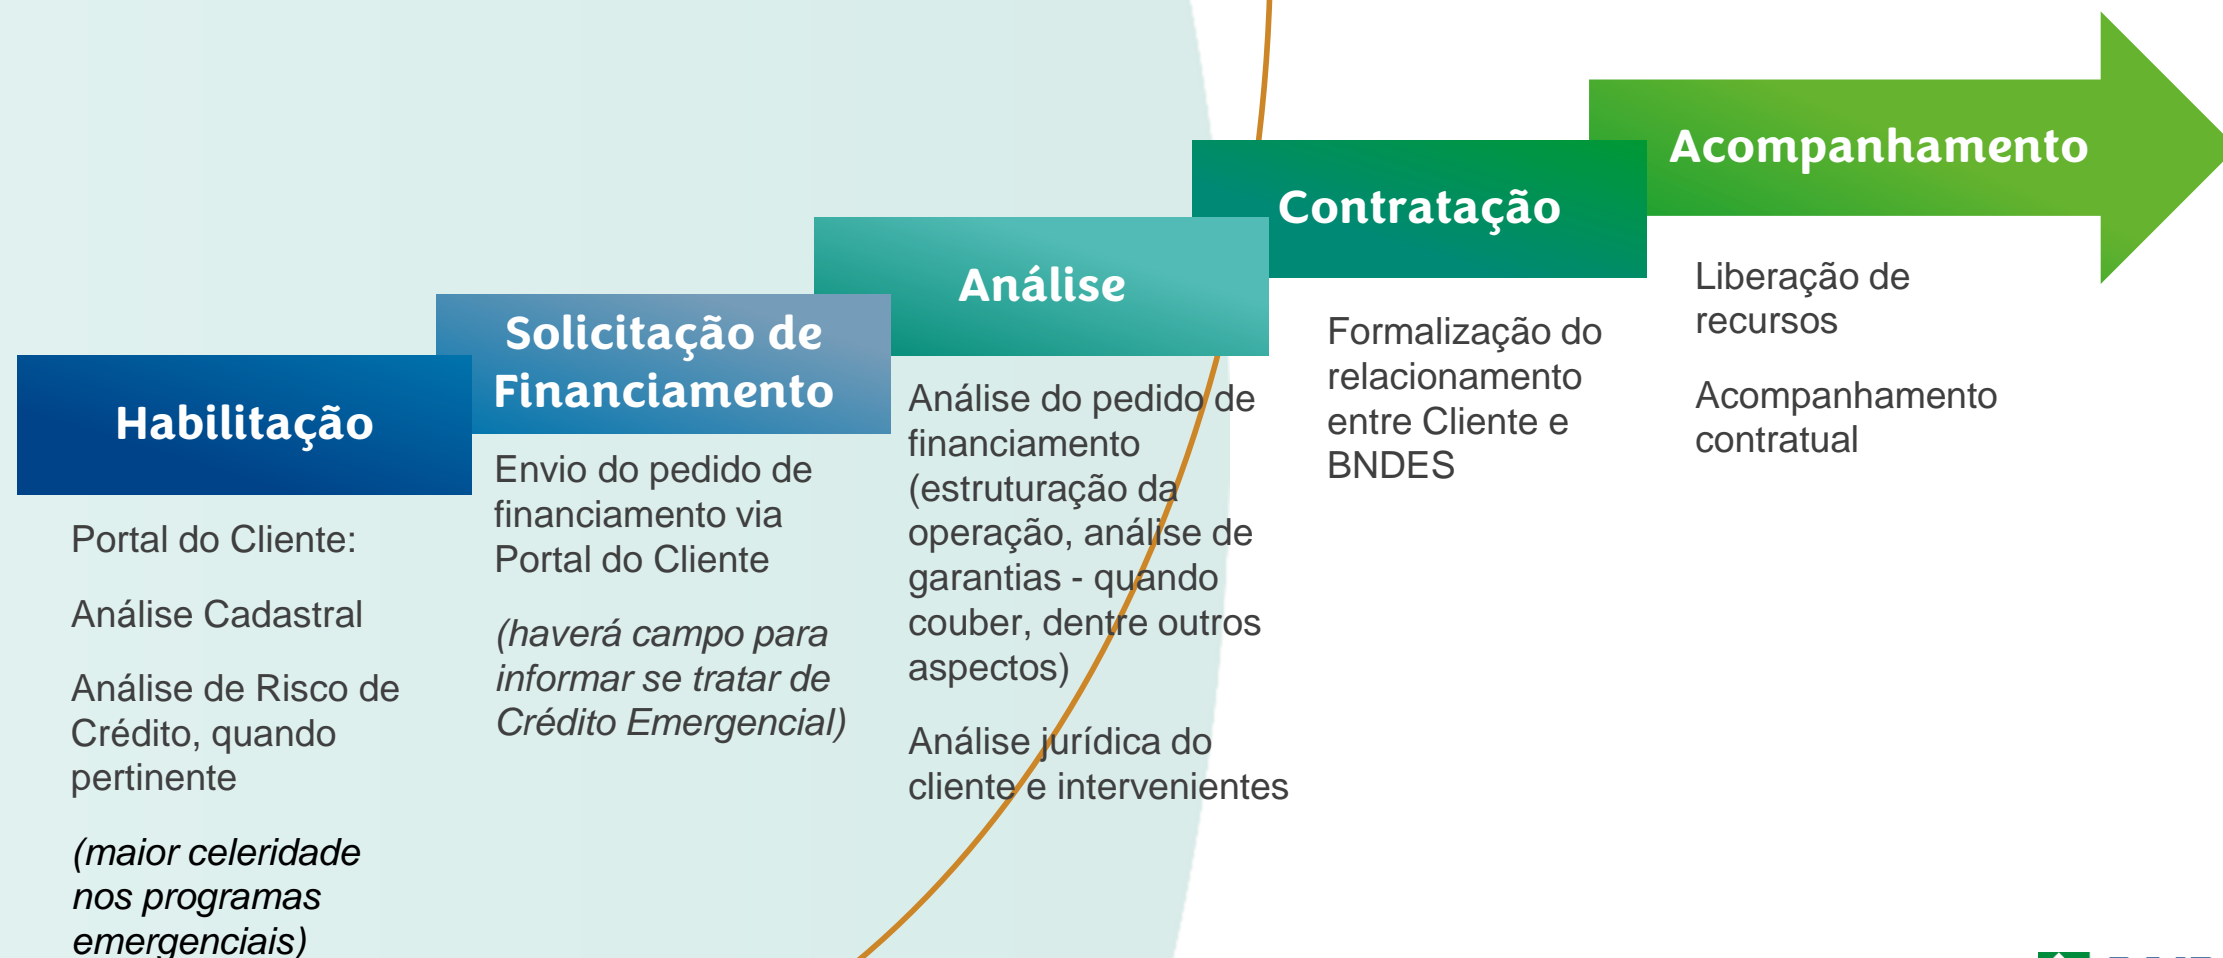 Habilitação
Portal do Cliente:
Análise Cadastral
Análise de Risco de
Crédito, quando
pertinente
(maior celeridade
nos programas
emergenciais)
Solicitação de
Financiamento
Envio do pedido de
financiamento via
Portal do Cliente
(haverá campo para
informar se tratar de
Crédito Emergencial)
Análise
Análise do pedido de
financiamento
(estruturação da
operação, análise de
garantias - quando
couber, dentre outros
aspectos)
Análise jurídica do
cliente e intervenientes
Contratação
Formalização do
relacionamento
entre Cliente e
BNDES
Acompanhamento
Liberação de
recursos
Acompanhamento
contratual